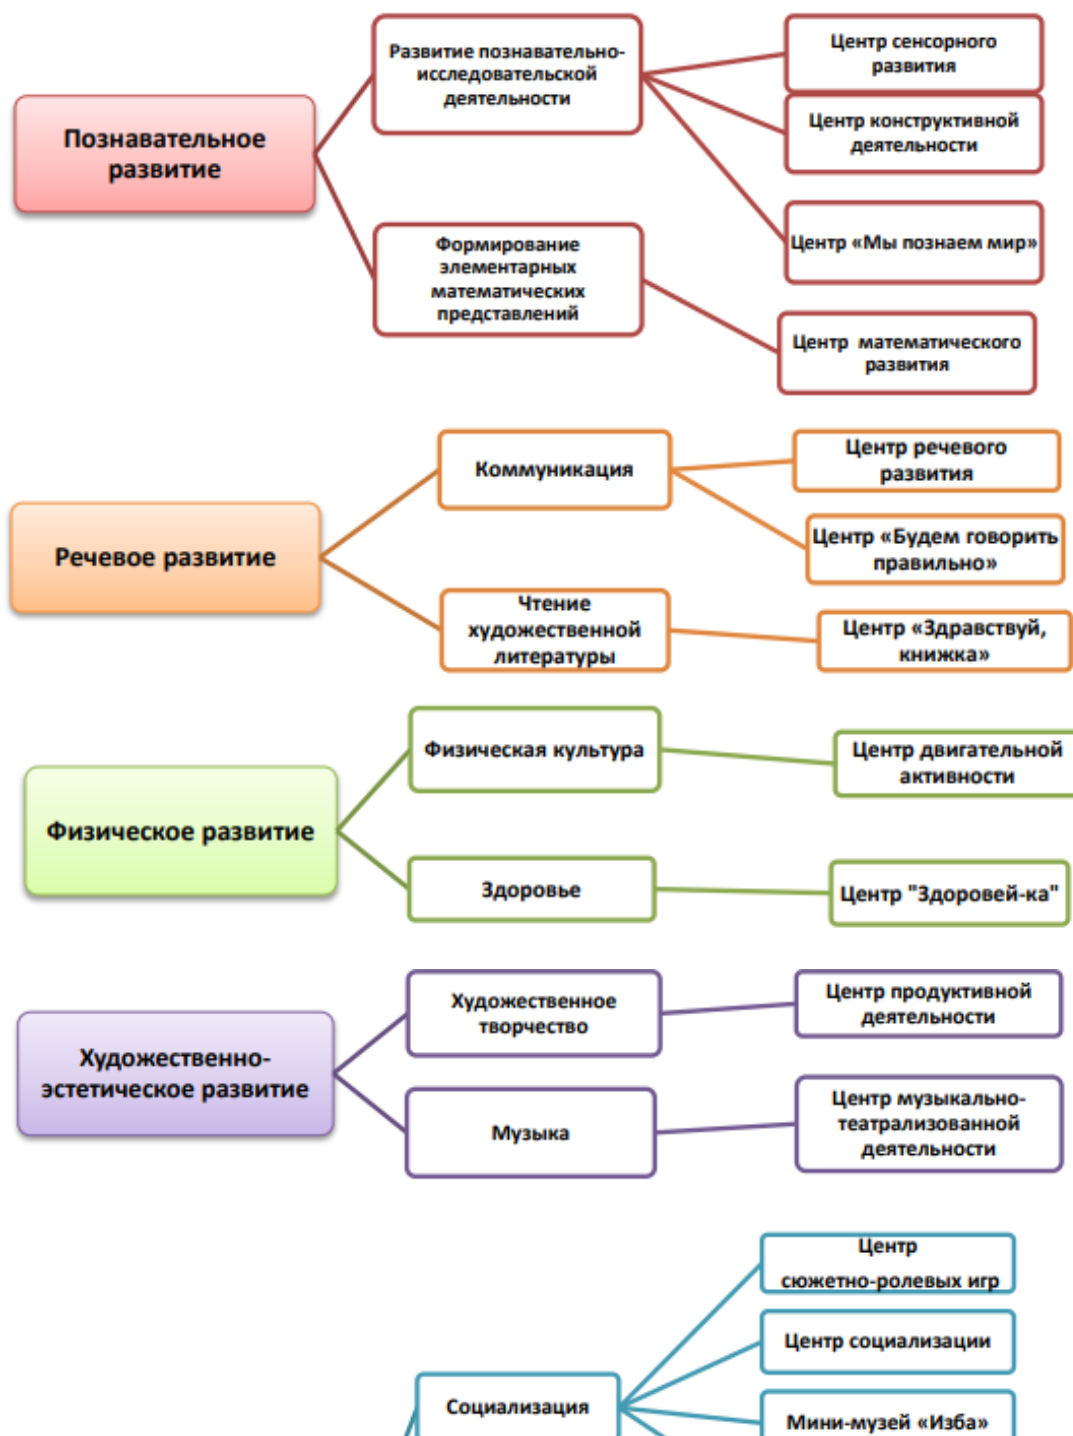 Познавательное
развитие
Развитие познавательно-
исследовательской
деятельности
Центр сенсорного
развития
Центр конструктивной
деятельности
Центр «Мы познаем мир»
Формирование
элементарных
математических
представлений
Центр математического
развития
Речевое развитие
Коммуникация
Центр речевого
развития
Центр «Будем говорить
правильно»
Чтение
художественной
литературы
Центр «Здравствуй,
книжка»
Физическое развитие
Физическая культура
Центр двигательной
активности
Здоровье
Центр "Здоровей-ка"
Художественно-
эстетическое развитие
Художественное
творчество
Центр продуктивной
деятельности
Музыка
Центр музыкально-
театрализованной
деятельности
Социализация
Центр
сюжетно-ролевых игр
Центр социализации
Мини-музей «Изба»